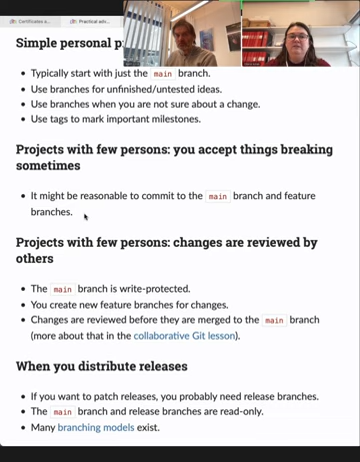 Certificates a...
Practical adv...
Simple personal p
Typically start with just the main branch.
Use branches for unfinished/untested ideas.
Use branches when you are not sure about a change.
Use tags to mark important milestones.
Projects with few persons: you accept things breaking
sometimes
It might be reasonable to commit to the main branch and feature
branches.
Projects with few persons: changes are reviewed by
others
The main branch is write-protected.
You create new feature branches for changes.
Changes are reviewed before they are merged to the main branch
(more about that in the collaborative Git lesson).
When you distribute releases
If you want to patch releases, you probably need release branches.
The main branch and release branches are read-only.
Many branching models exist.